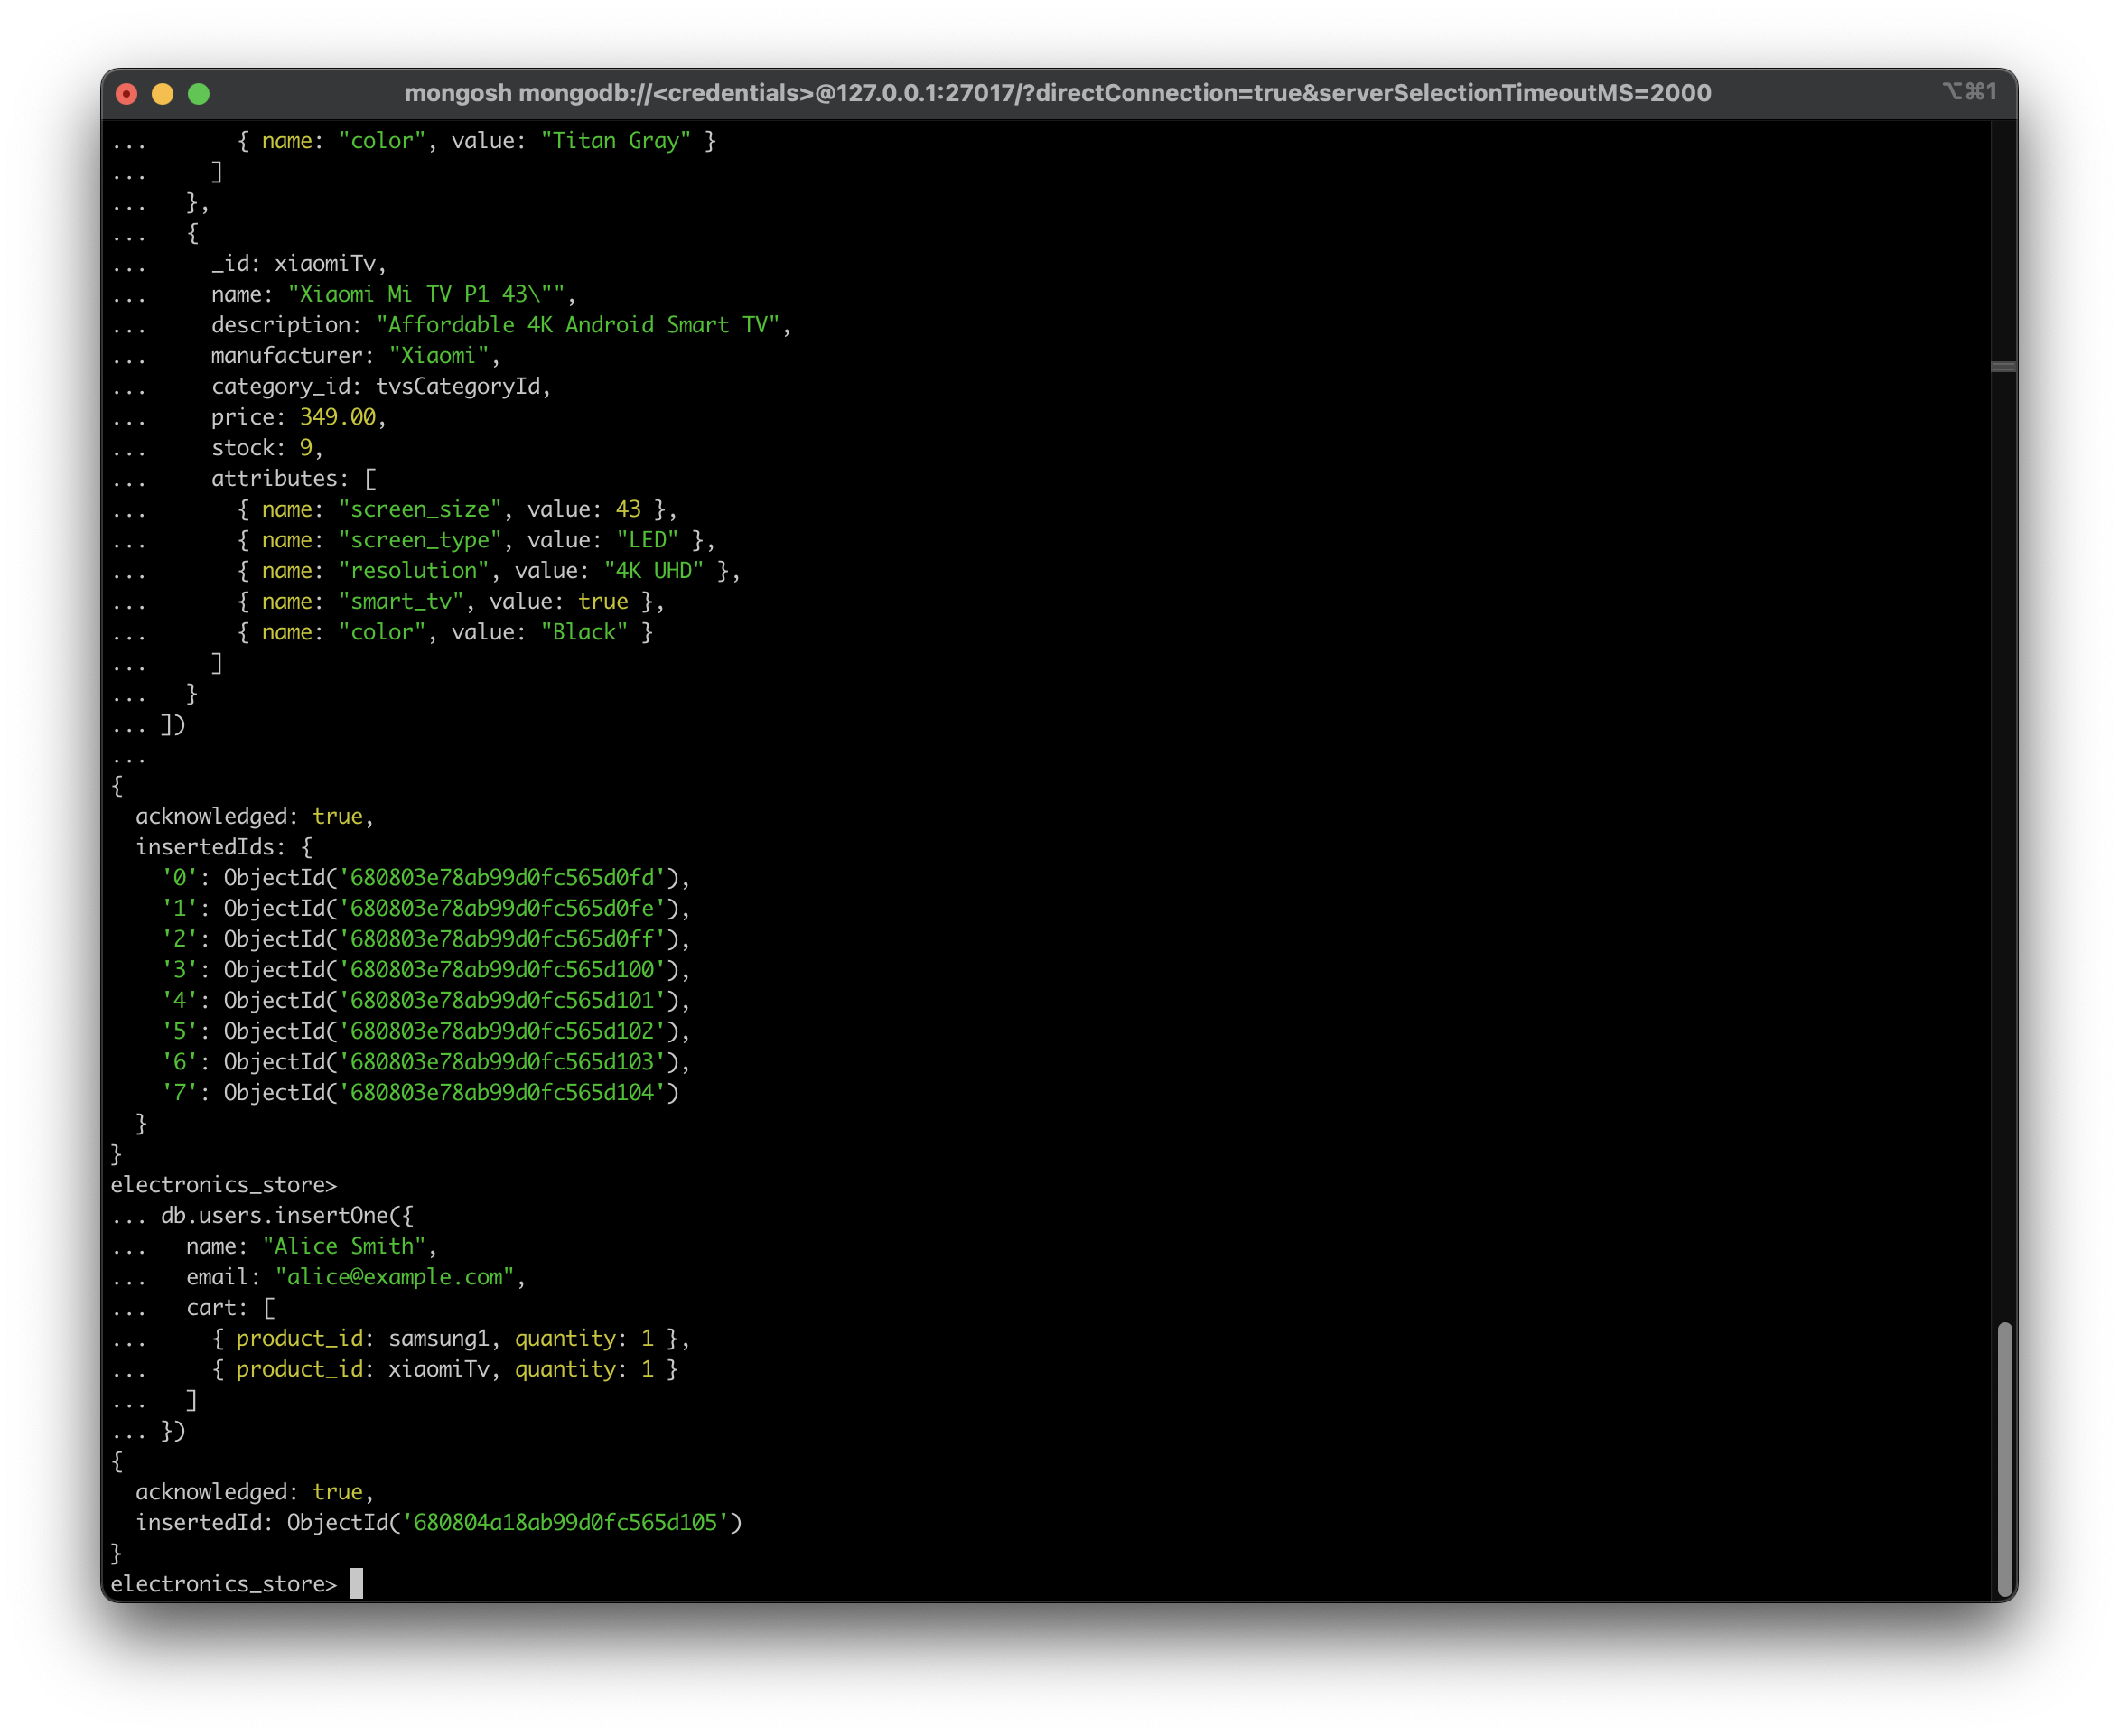 mongosh mongodb://<credentials>@127.0.0.1:27017/?directConnection=true&serverSelectionTimeoutMS=2000 ⌥⌘1
...       { name: "color", value: "Titan Gray" }
...     ]
...   },
...   {
...     _id: xiaomiTv,
...     name: "Xiaomi Mi TV P1 43\"",
...     description: "Affordable 4K Android Smart TV",
...     manufacturer: "Xiaomi",
...     category_id: tvsCategoryId,
...     price: 349.00,
...     stock: 9,
...     attributes: [
...       { name: "screen_size", value: 43 },
...       { name: "screen_type", value: "LED" },
...       { name: "resolution", value: "4K UHD" },
...       { name: "smart_tv", value: true },
...       { name: "color", value: "Black" }
...     ]
...   }
... ])
...
{
  acknowledged: true,
  insertedIds: {
    '0': ObjectId('680803e78ab99d0fc565d0fd'),
    '1': ObjectId('680803e78ab99d0fc565d0fe'),
    '2': ObjectId('680803e78ab99d0fc565d0ff'),
    '3': ObjectId('680803e78ab99d0fc565d100'),
    '4': ObjectId('680803e78ab99d0fc565d101'),
    '5': ObjectId('680803e78ab99d0fc565d102'),
    '6': ObjectId('680803e78ab99d0fc565d103'),
    '7': ObjectId('680803e78ab99d0fc565d104')
  }
}
electronics_store>
... db.users.insertOne({
...   name: "Alice Smith",
...   email: "alice@example.com",
...   cart: [
...     { product_id: samsung1, quantity: 1 },
...     { product_id: xiaomiTv, quantity: 1 }
...   ]
... })
{
  acknowledged: true,
  insertedId: ObjectId('680804a18ab99d0fc565d105')
}
electronics_store>